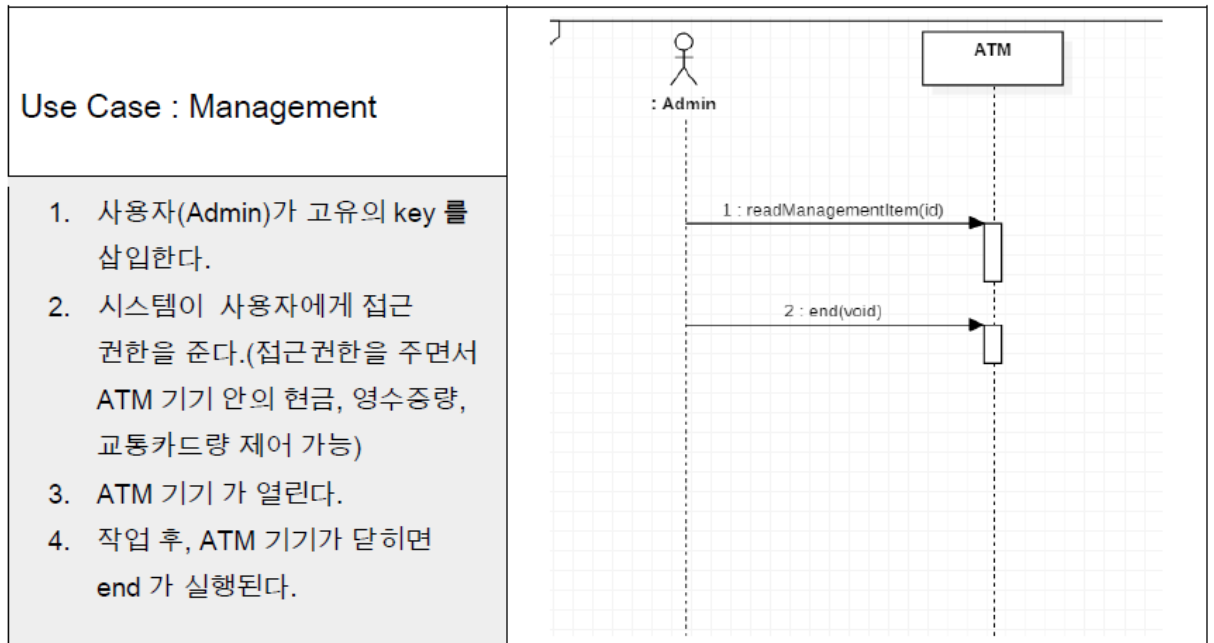 Use Case : Management
1. 사용자(Admin)가 고유의 key 를
삽입한다.
2. 시스템이 사용자에게 접근
권한을 준다.(접근권한을 주면서
ATM 기기 안의 현금, 영수증량,
교통카드량 제어 가능)
3. ATM 기기 가 열린다.
4. 작업 후, ATM 기기가 닫히면
end 가 실행된다.
: Admin
ATM
1 : readManagementItem(id)
2 : end(void)